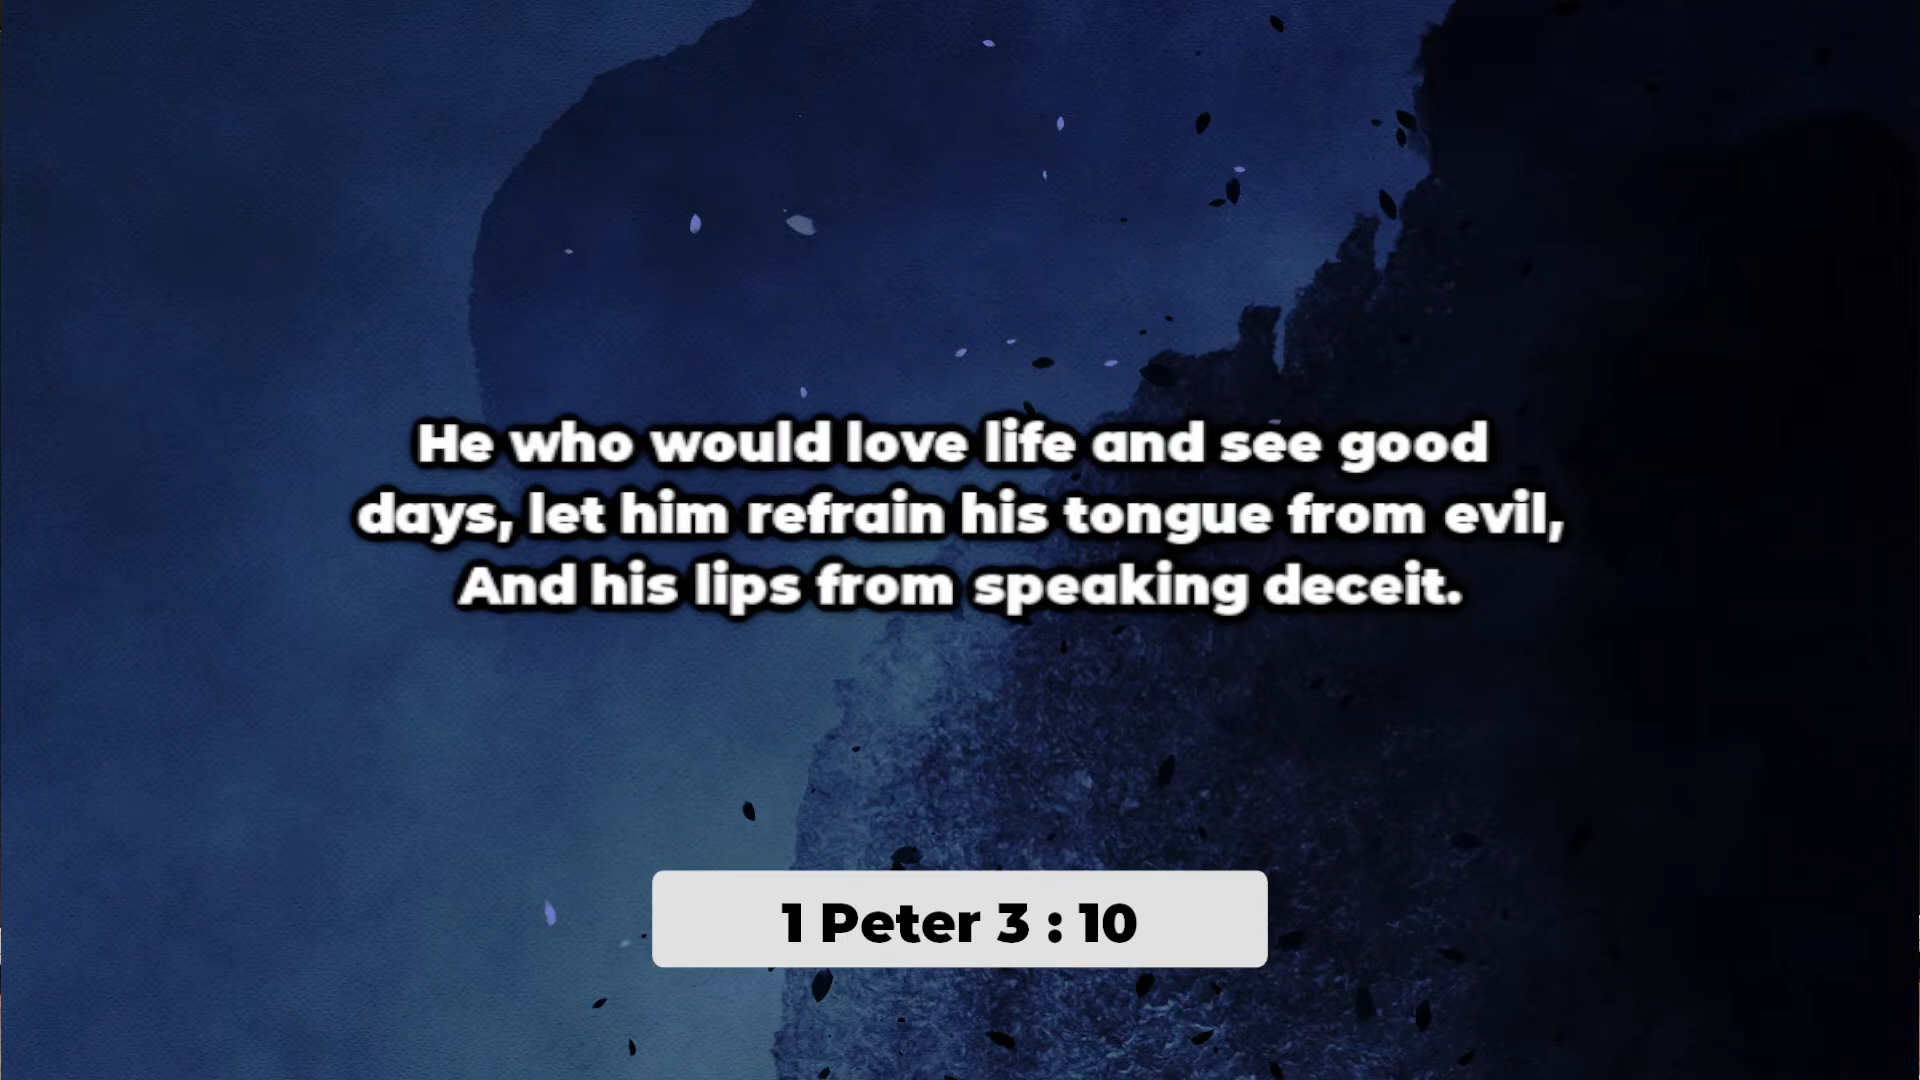 He who would love life and see good
days, let him refrain his tongue from evil,
And his lips from speaking deceit.
1 Peter 3 : 10